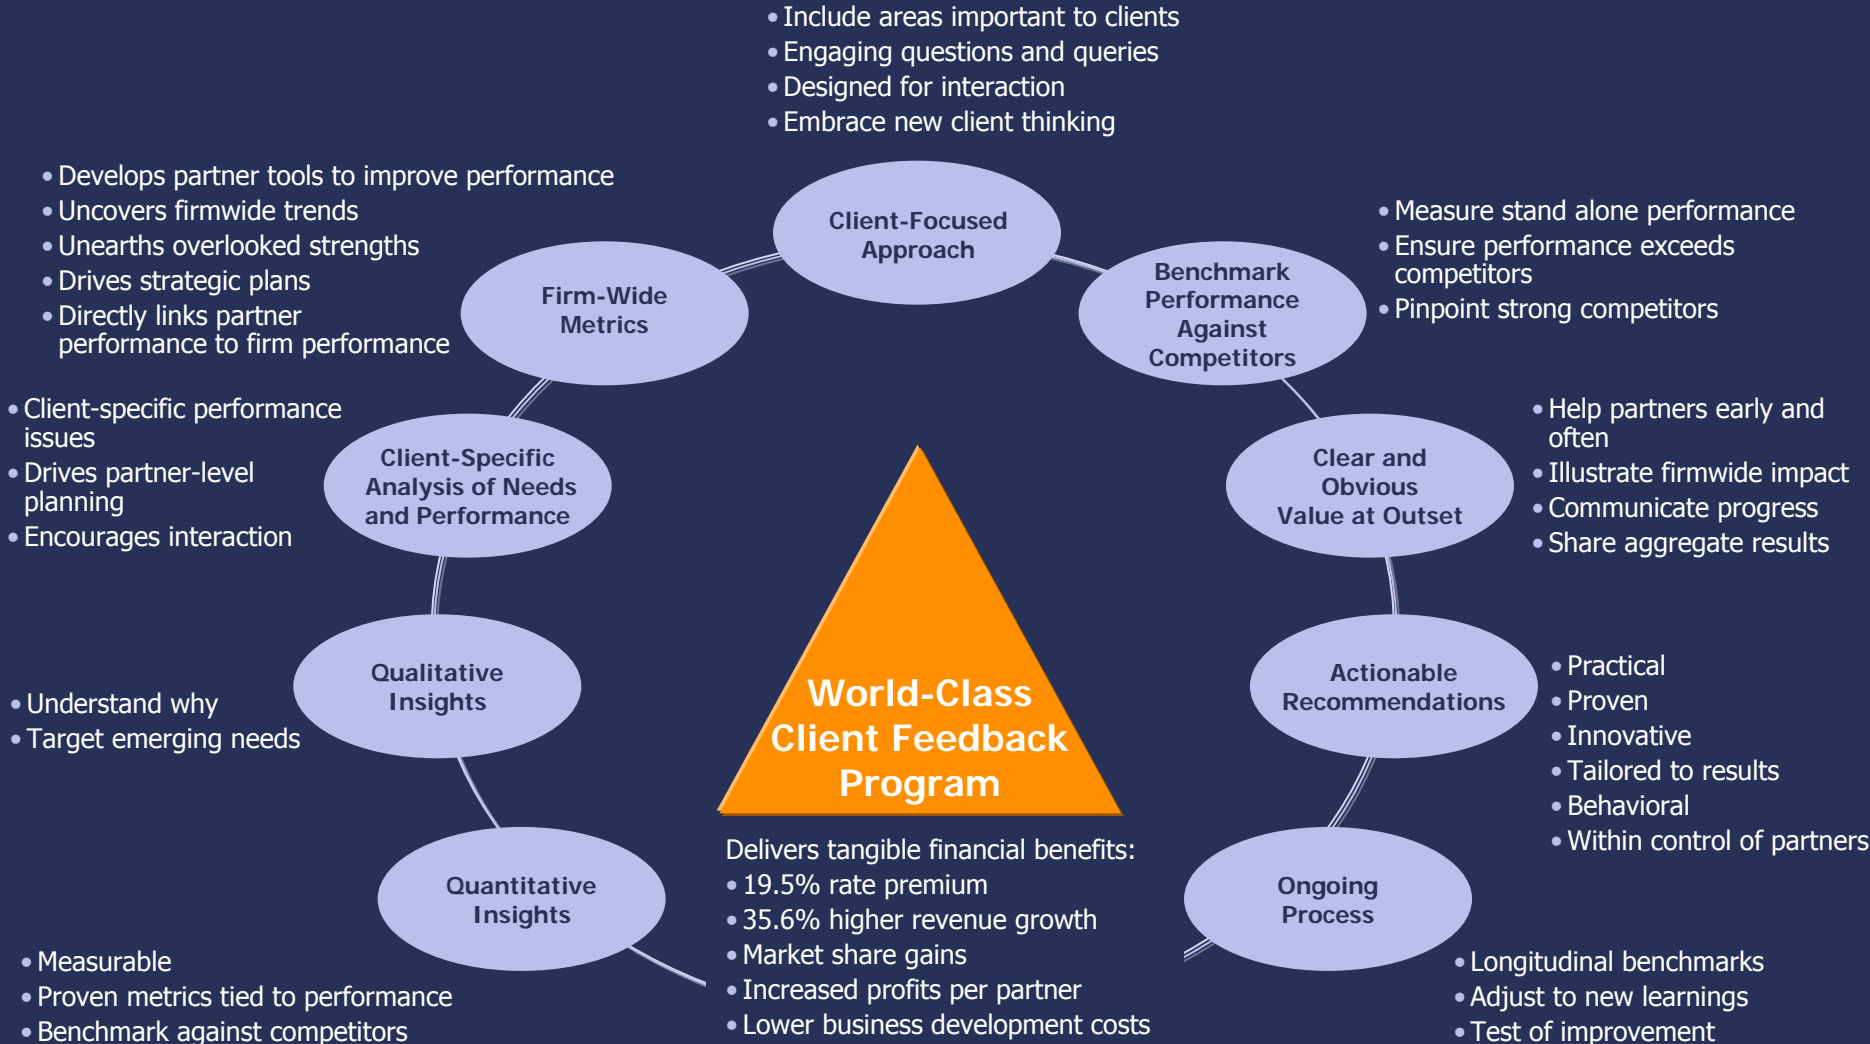 • Include areas important to clients
• Engaging questions and queries
• Designed for interaction
• Embrace new client thinking
Client-Focused
Approach
• Develops partner tools to improve performance
• Uncovers firmwide trends
• Unearths overlooked strengths
• Drives strategic plans
• Directly links partner
performance to firm performance
Firm-Wide
Metrics
Benchmark
Performance
Against
Competitors
• Measure stand alone performance
• Ensure performance exceeds
competitors
• Pinpoint strong competitors
• Client-specific performance
issues
• Drives partner-level
planning
• Encourages interaction
Client-Specific
Analysis of Needs
and Performance
Clear and
Obvious
Value at Outset
• Help partners early and
often
• Illustrate firmwide impact
• Communicate progress
• Share aggregate results
• Understand why
• Target emerging needs
Qualitative
Insights
World-Class
Client Feedback
Program
Actionable
Recommendations
• Practical
• Proven
• Innovative
• Tailored to results
• Behavioral
• Within control of partners
Quantitative
Insights
• Measurable
• Proven metrics tied to performance
• Benchmark against competitors
Delivers tangible financial benefits:
• 19.5% rate premium
• 35.6% higher revenue growth
• Market share gains
• Increased profits per partner
• Lower business development costs
Ongoing
Process
• Longitudinal benchmarks
• Adjust to new learnings
• Test of improvement